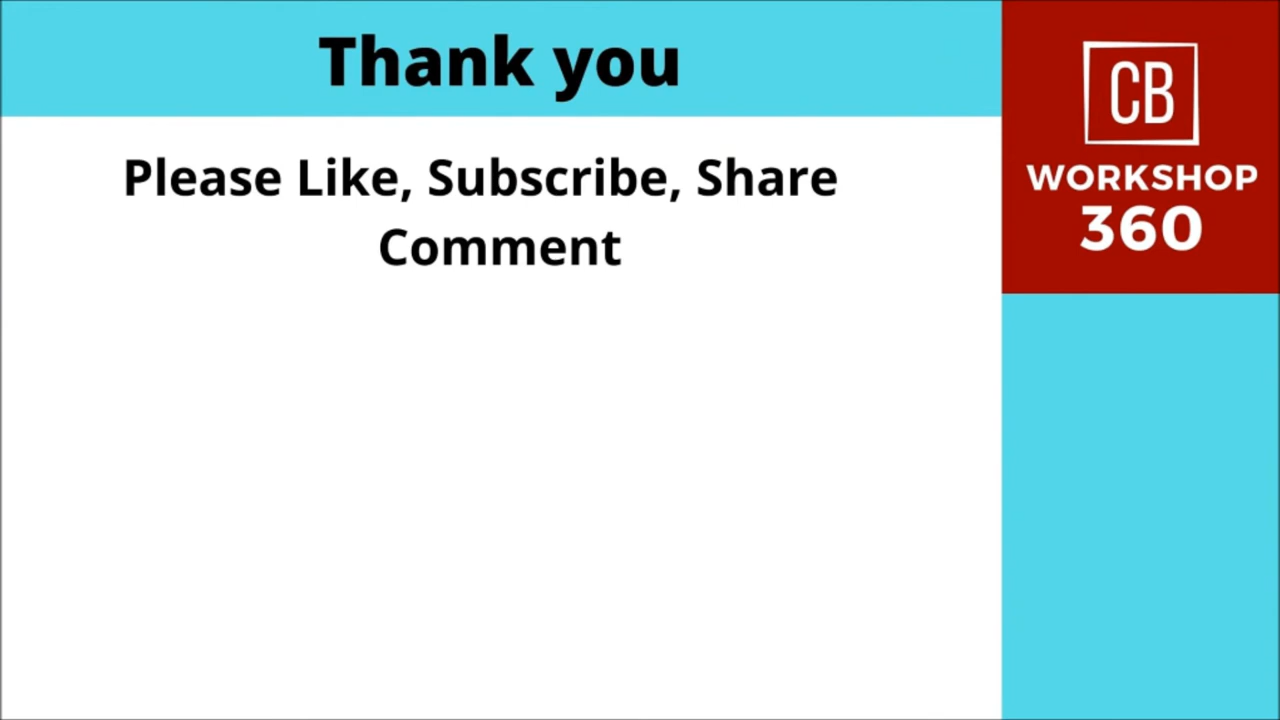 Thank you
Please Like, Subscribe, Share
Comment
CB
WORKSHOP
360